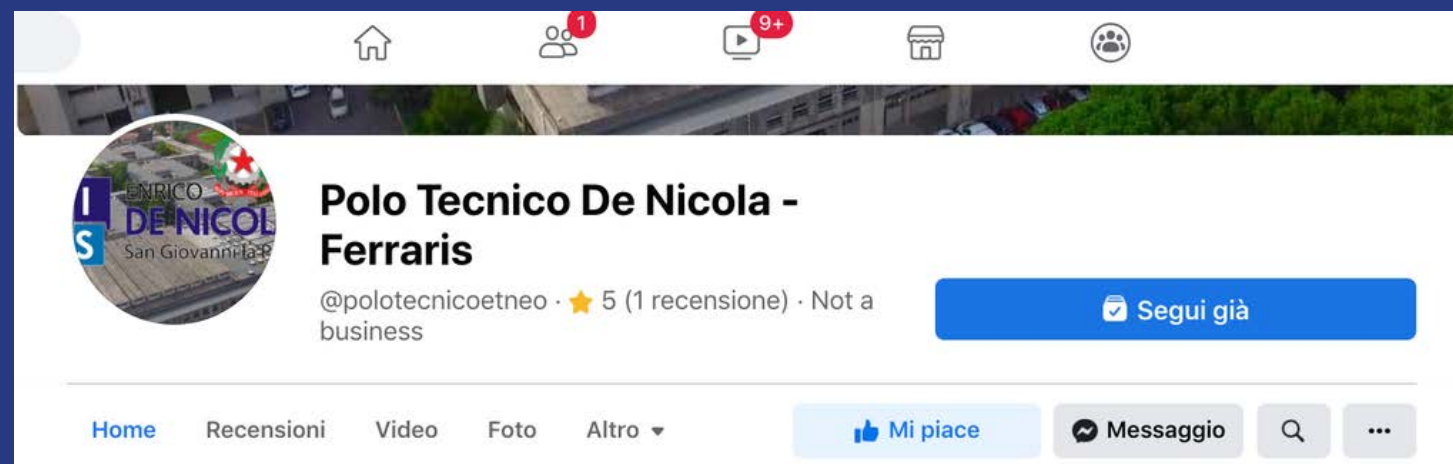 1
9+
ENRICO
DE NICOL
I
S
San Giovanni la P
Polo Tecnico De Nicola -
Ferraris
@polotecnicoetneo · ⭐ 5 (1 recensione) · Not a
business
Segui già
Home Recensioni Video Foto Altro
Mi piace Messaggio